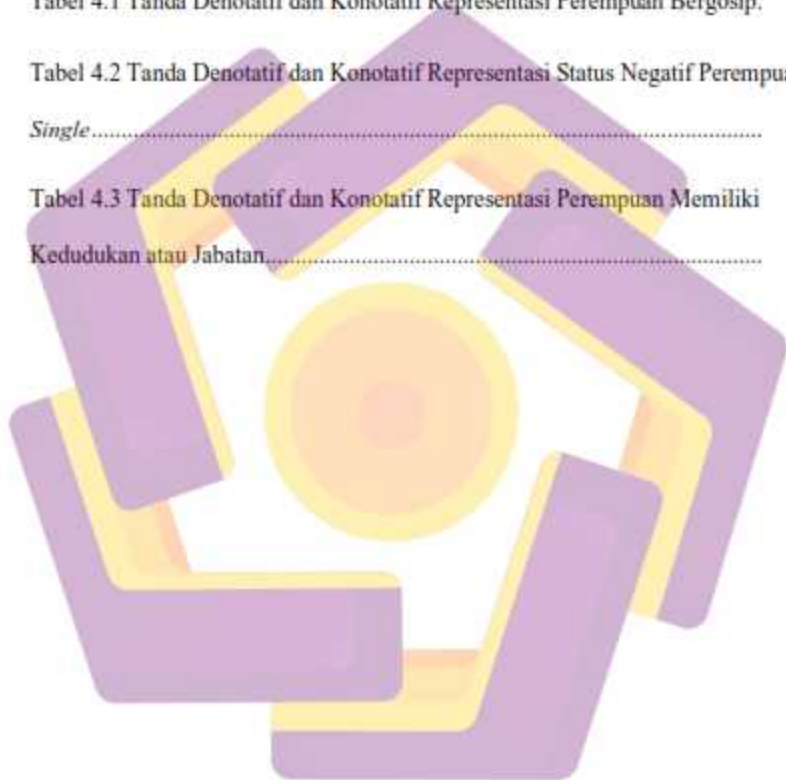 Tabel 4.1 Tanda Denotatif dan Konotatif Representasi Perempuan Bergosip.
Tabel 4.2 Tanda Denotatif dan Konotatif Representasi Status Negatif Perempua
Single..............................................................................................................
Tabel 4.3 Tanda Denotatif dan Konotatif Representasi Perempuan Memiliki
Kedudukan atau Jabatan..................................................................................